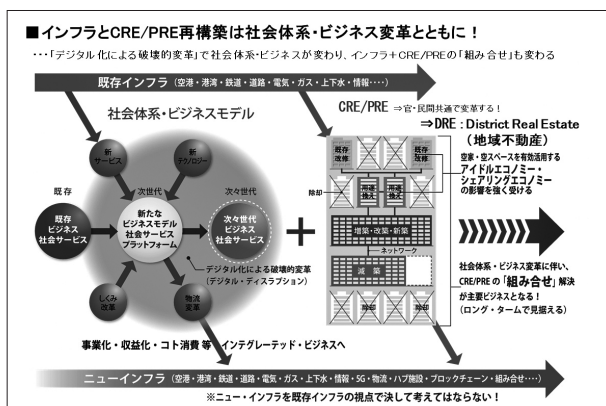 ■インフラとCRE/PRE再構築は社会体系・ビジネス変革とともに！
･･･「デジタル化による破壊的変革」で社会体系・ビジネスが変わり、インフラ＋CRE/PREの「組み合せ」も変わる
既存インフラ（空港・港湾・鉄道・道路・電気・ガス・上下水・情報････）
社会体系・ビジネスモデル
CRE/PRE ⇒官・民間共通で変革する！
⇒DRE：District Real Estate
（地域不動産）
新
サービス
新
テクノロジー
既存
次世代
次々世代
既存
ビジネス
社会サービス
新たな
ビジネスモデル
社会サービス
プラットフォーム
次々世代
ビジネス
社会サービス
デジタル化による破壊的変革
（デジタル・ディスラプション）
しくみ
改革
物流
変革
＋
既存
改修
既存
改修
除却
用途
換え
用途
換え
増築・改築・新築
ネットワーク
減築
除却
除却
空家・空スペースを有効活用する
アイドルエコノミー・
シェアリングエコノミー
の影響を強く受ける
社会体系・ビジネス変革に伴い、
CRE/PREの「組み合せ」解決
が主要ビジネスとなる！
（ロング・タームで見据える）
事業化・収益化・コト消費 等 インテグレーテッド・ビジネスへ
ニューインフラ（空港・港湾・鉄道・道路・電気・ガス・上下水・情報・5G・物流・ハブ施設・ブロックチェーン・組み合せ････）
※ニュー・インフラを既存インフラの視点で決して考えてはならない！